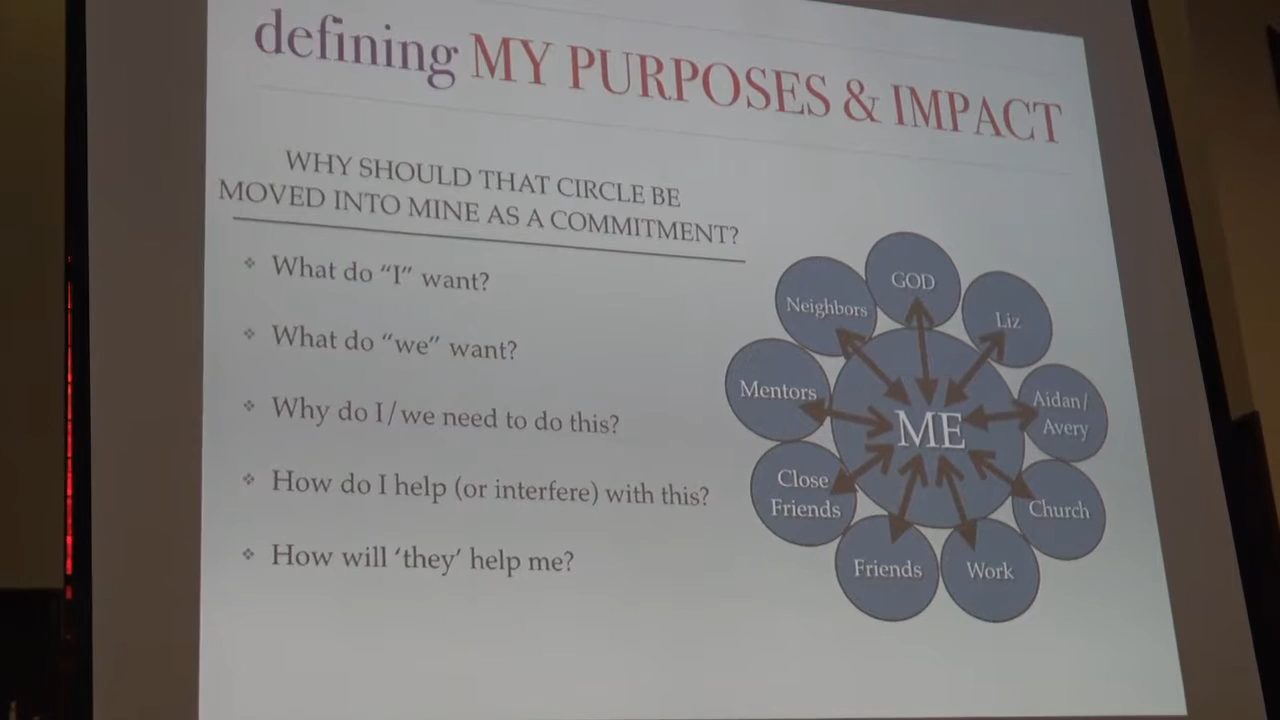 defining MY PURPOSES & IMPACT
WHY SHOULD THAT CIRCLE BE
MOVED INTO MINE AS A COMMITMENT?
❖ What do "I" want?
❖ What do "we" want?
❖ Why do I/we need to do this?
❖ How do I help (or interfere) with this?
❖ How will 'they' help me?
GOD
Neighbors
Liz
Mentors
Aidan/
Avery
ME
Close
Friends
Church
Friends
Work